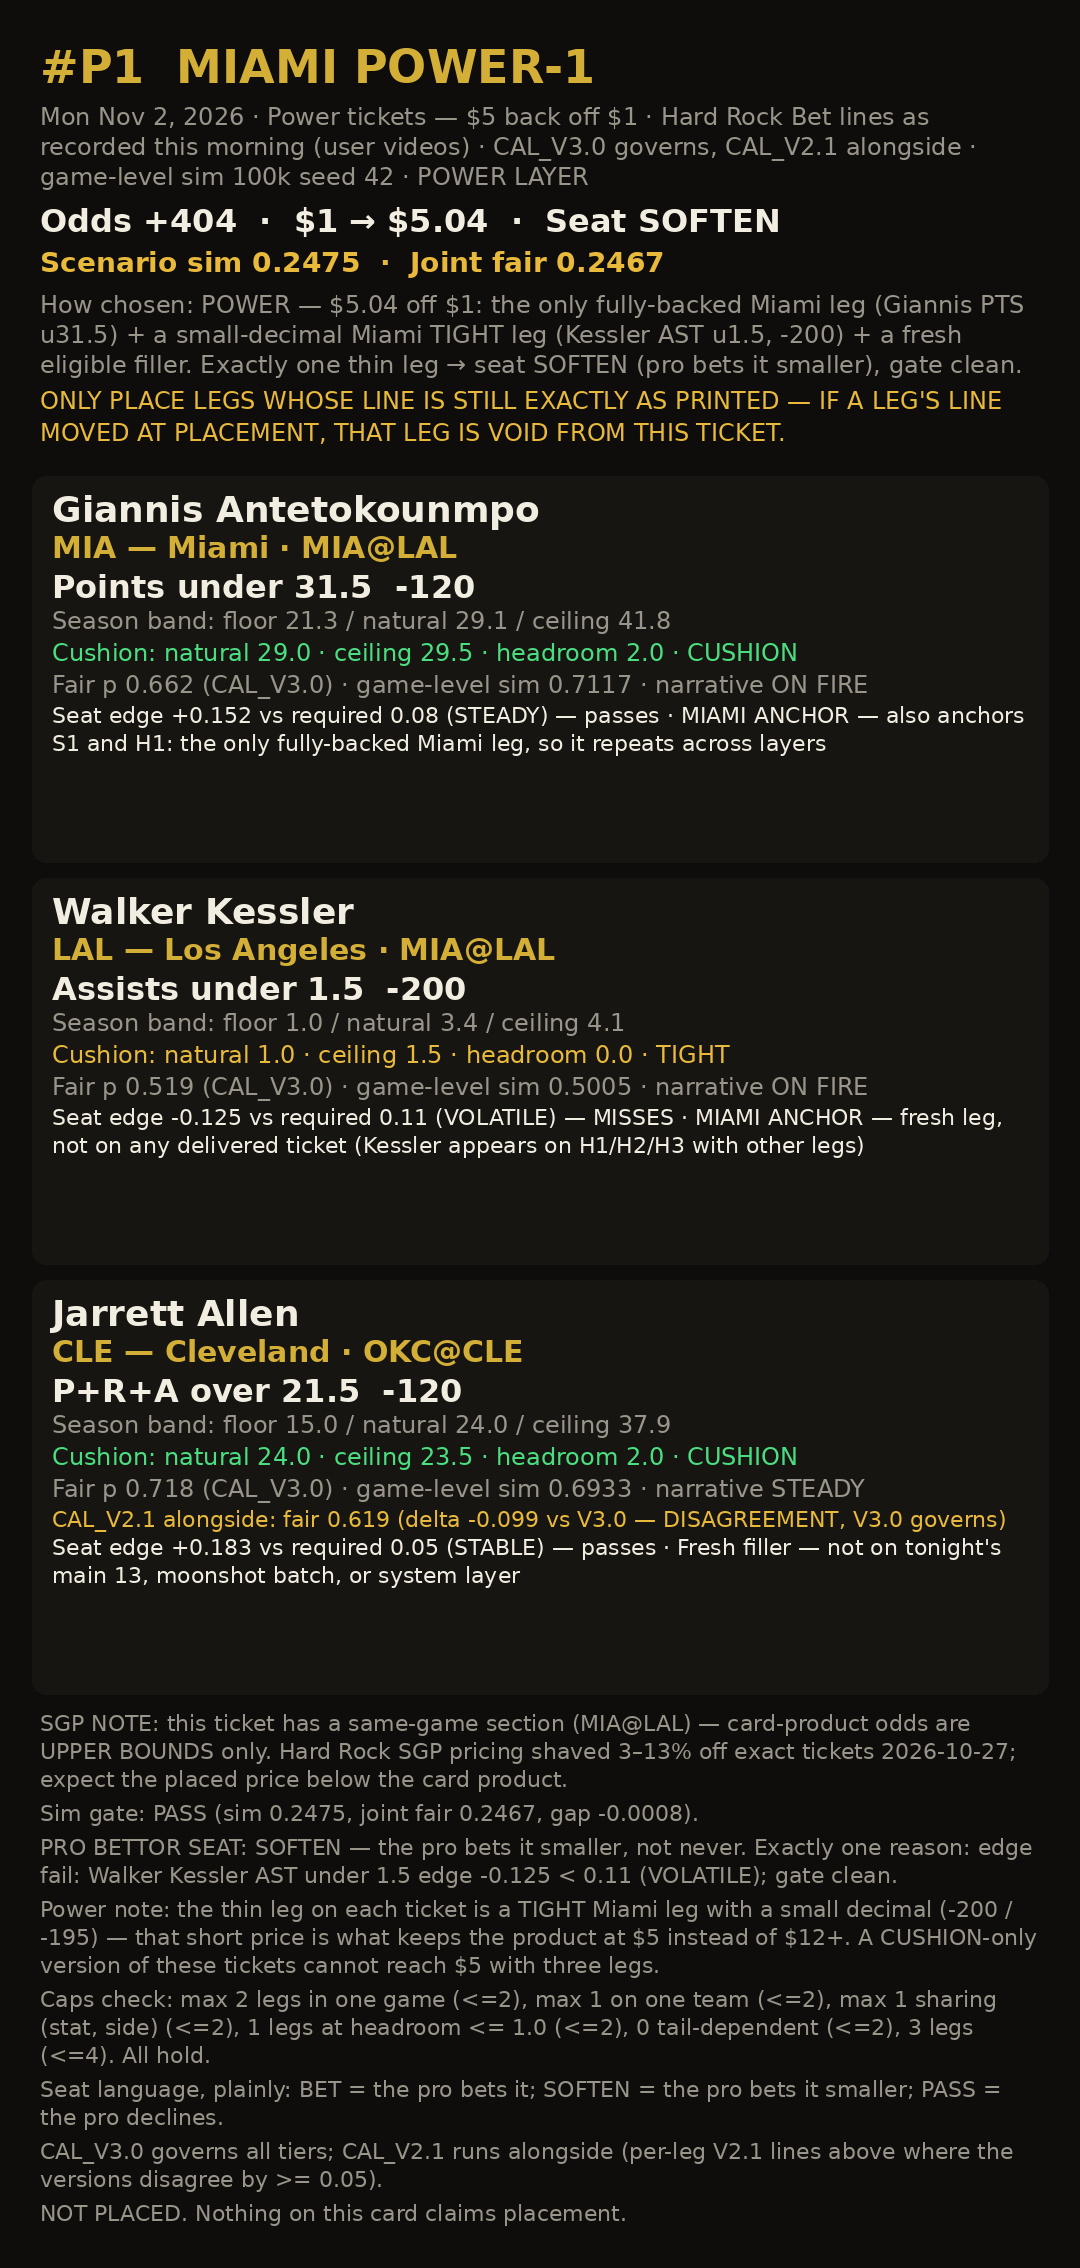 #P1  MIAMI POWER-1
Mon Nov 2, 2026 · Power tickets — $5 back off $1 · Hard Rock Bet lines as
recorded this morning (user videos) · CAL_V3.0 governs, CAL_V2.1 alongside ·
game-level sim 100k seed 42 · POWER LAYER
Odds +404  ·  $1 → $5.04  ·  Seat SOFTEN
Scenario sim 0.2475  ·  Joint fair 0.2467
How chosen: POWER — $5.04 off $1: the only fully-backed Miami leg (Giannis PTS
u31.5) + a small-decimal Miami TIGHT leg (Kessler AST u1.5, -200) + a fresh
eligible filler. Exactly one thin leg → seat SOFTEN (pro bets it smaller), gate clean.
ONLY PLACE LEGS WHOSE LINE IS STILL EXACTLY AS PRINTED — IF A LEG'S LINE
MOVED AT PLACEMENT, THAT LEG IS VOID FROM THIS TICKET.
Giannis Antetokounmpo
MIA — Miami · MIA@LAL
Points under 31.5  -120
Season band: floor 21.3 / natural 29.1 / ceiling 41.8
Cushion: natural 29.0 · ceiling 29.5 · headroom 2.0 · CUSHION
Fair p 0.662 (CAL_V3.0) · game-level sim 0.7117 · narrative ON FIRE
Seat edge +0.152 vs required 0.08 (STEADY) — passes · MIAMI ANCHOR — also anchors
S1 and H1: the only fully-backed Miami leg, so it repeats across layers
Walker Kessler
LAL — Los Angeles · MIA@LAL
Assists under 1.5  -200
Season band: floor 1.0 / natural 3.4 / ceiling 4.1
Cushion: natural 1.0 · ceiling 1.5 · headroom 0.0 · TIGHT
Fair p 0.519 (CAL_V3.0) · game-level sim 0.5005 · narrative ON FIRE
Seat edge -0.125 vs required 0.11 (VOLATILE) — MISSES · MIAMI ANCHOR — fresh leg,
not on any delivered ticket (Kessler appears on H1/H2/H3 with other legs)
Jarrett Allen
CLE — Cleveland · OKC@CLE
P+R+A over 21.5  -120
Season band: floor 15.0 / natural 24.0 / ceiling 37.9
Cushion: natural 24.0 · ceiling 23.5 · headroom 2.0 · CUSHION
Fair p 0.718 (CAL_V3.0) · game-level sim 0.6933 · narrative STEADY
CAL_V2.1 alongside: fair 0.619 (delta -0.099 vs V3.0 — DISAGREEMENT, V3.0 governs)
Seat edge +0.183 vs required 0.05 (STABLE) — passes · Fresh filler — not on tonight's
main 13, moonshot batch, or system layer
SGP NOTE: this ticket has a same-game section (MIA@LAL) — card-product odds are
UPPER BOUNDS only. Hard Rock SGP pricing shaved 3–13% off exact tickets 2026-10-27;
expect the placed price below the card product.
Sim gate: PASS (sim 0.2475, joint fair 0.2467, gap -0.0008).
PRO BETTOR SEAT: SOFTEN — the pro bets it smaller, not never. Exactly one reason: edge
fail: Walker Kessler AST under 1.5 edge -0.125 < 0.11 (VOLATILE); gate clean.
Power note: the thin leg on each ticket is a TIGHT Miami leg with a small decimal (-200 /
-195) — that short price is what keeps the product at $5 instead of $12+. A CUSHION-only
version of these tickets cannot reach $5 with three legs.
Caps check: max 2 legs in one game (<=2), max 1 on one team (<=2), max 1 sharing
(stat, side) (<=2), 1 legs at headroom <= 1.0 (<=2), 0 tail-dependent (<=2), 3 legs
(<=4). All hold.
Seat language, plainly: BET = the pro bets it; SOFTEN = the pro bets it smaller; PASS =
the pro declines.
CAL_V3.0 governs all tiers; CAL_V2.1 runs alongside (per-leg V2.1 lines above where the
versions disagree by >= 0.05).
NOT PLACED. Nothing on this card claims placement.